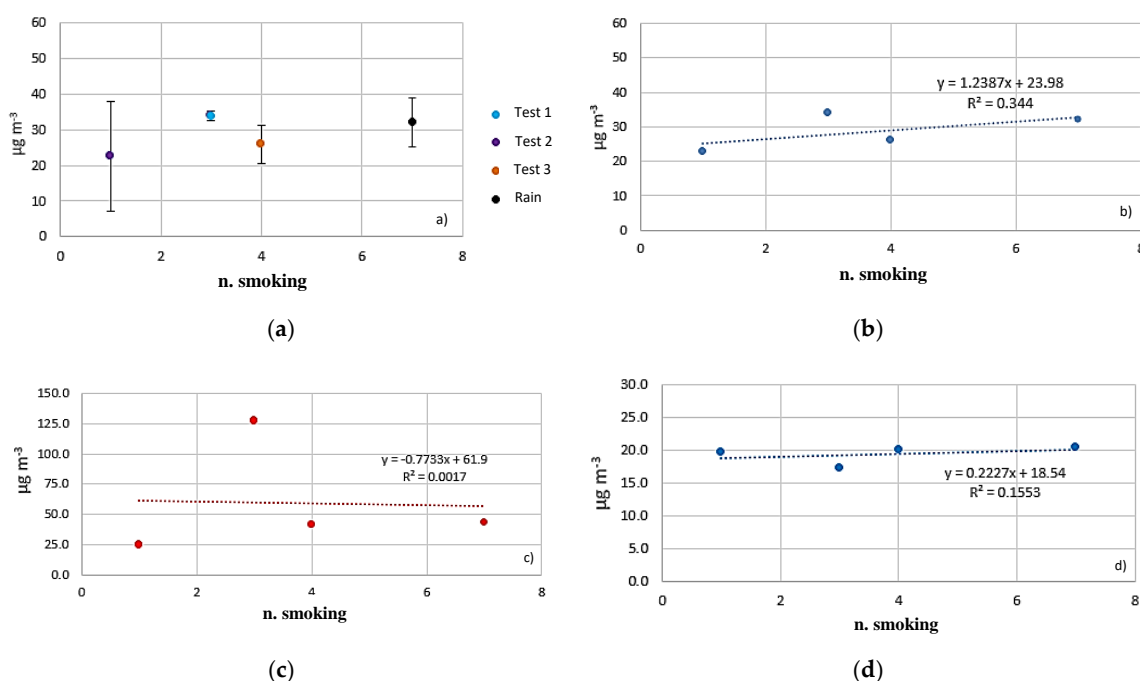 60
50
40
30
20
10
0
µg m⁻³
0
2
4
6
8
n. smoking
a)
Test 1
Test 2
Test 3
Rain
(a)
60
50
40
30
20
10
0
µg m⁻³
y = 1.2387x + 23.98
R² = 0.344
0
2
4
6
8
n. smoking
b)
(b)
150.0
125.0
100.0
75.0
50.0
25.0
0.0
µg m⁻³
y = -0.7733x + 61.9
R² = 0.0017
0
2
4
6
8
n. smoking
c)
(c)
30.0
25.0
20.0
15.0
10.0
5.0
0.0
µg m⁻³
y = 0.2227x + 18.54
R² = 0.1553
0
2
4
6
8
n. smoking
d)
(d)